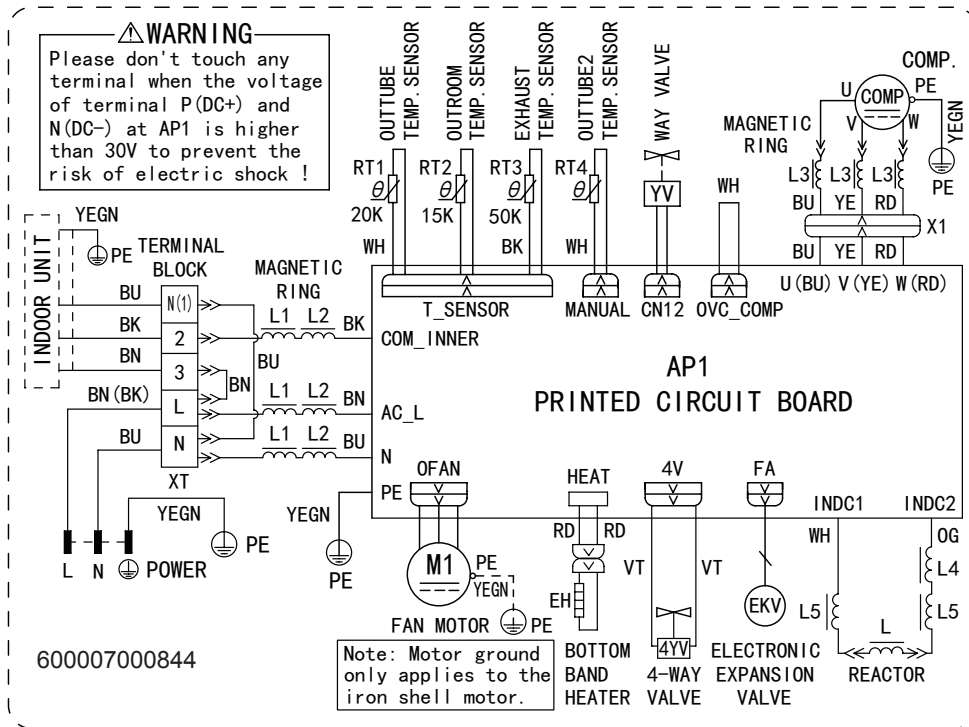 WARNING
Please don't touch any
terminal when the voltage
of terminal P(DC+) and
N(DC-) at AP1 is higher
than 30V to prevent the
risk of electric shock !
OUTTUBE
TEMP. SENSOR
OUTROOM
TEMP. SENSOR
EXHAUST
TEMP. SENSOR
OUTTUBE2
TEMP. SENSOR
WAY VALVE
COMP.
U COMP PE
V W
YEGN
PE
MAGNETIC
RING
L3 L3 L3
BU YE RD
X1
BU YE RD
RT1 RT2 RT3 RT4
θ θ θ θ
20K 15K 50K
YV
WH
WH BK WH
T_SENSOR MANUAL CN12 OVC_COMP
U(BU) V(YE) W(RD)
YEGN
PE
INDOOR UNIT
TERMINAL
BLOCK
MAGNETIC
RING
BU N(1)
BK 2 L1 L2 BK COM_INNER
BU
BN 3 BN
BN(BK) L L1 L2 BN AC_L
BU N L1 L2 BU N
XT
AP1
PRINTED CIRCUIT BOARD
PE
YEGN
PE
YEGN
PE
L N POWER
OFAN HEAT 4V FA INDC1 INDC2
M1 PE
YEGN
PE
FAN MOTOR
RD RD
EH
BOTTOM
BAND
HEATER
VT VT
4YV
4-WAY
VALVE
EKV
ELECTRONIC
EXPANSION
VALVE
WH OG
L4
L5 L L5
REACTOR
Note: Motor ground
only applies to the
iron shell motor.
600007000844